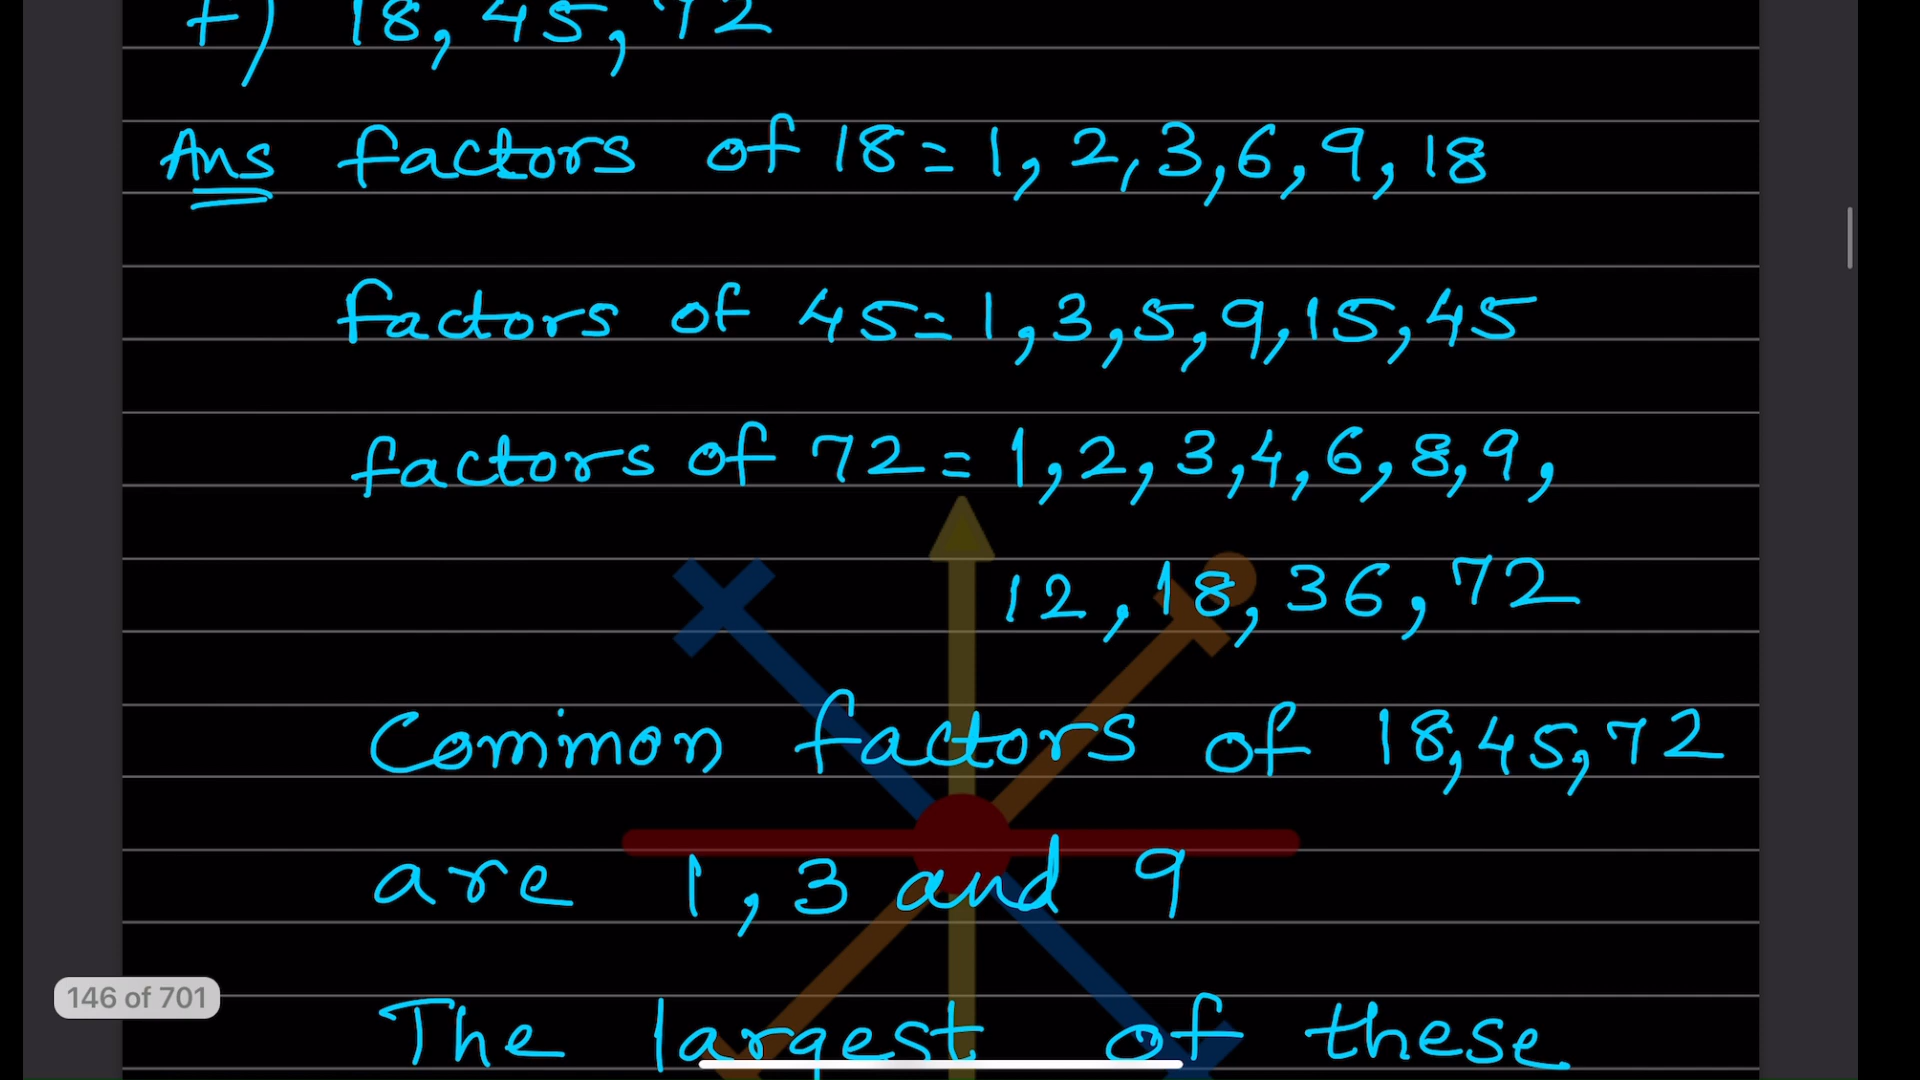 f) 18, 45, 72
Ans factors of 18 = 1, 2, 3, 6, 9, 18
factors of 45 = 1, 3, 5, 9, 15, 45
factors of 72 = 1, 2, 3, 4, 6, 8, 9,
12, 18, 36, 72
Common factors of 18, 45, 72
are 1, 3 and 9
146 of 701
The largest of these